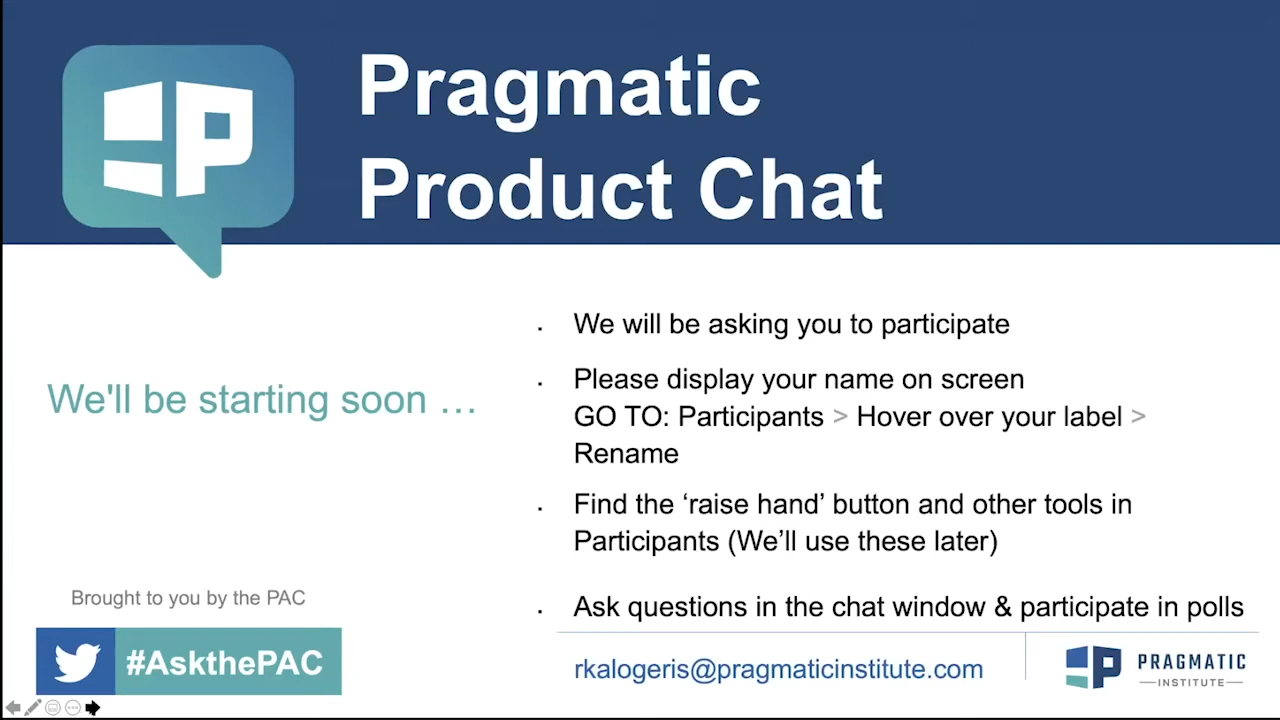 Pragmatic
Product Chat
We'll be starting soon …
We will be asking you to participate
Please display your name on screen
GO TO: Participants > Hover over your label >
Rename
Find the ‘raise hand’ button and other tools in
Participants (We’ll use these later)
Ask questions in the chat window & participate in polls
Brought to you by the PAC
#AskthePAC
rkalogeris@pragmaticinstitute.com
PRAGMATIC
INSTITUTE